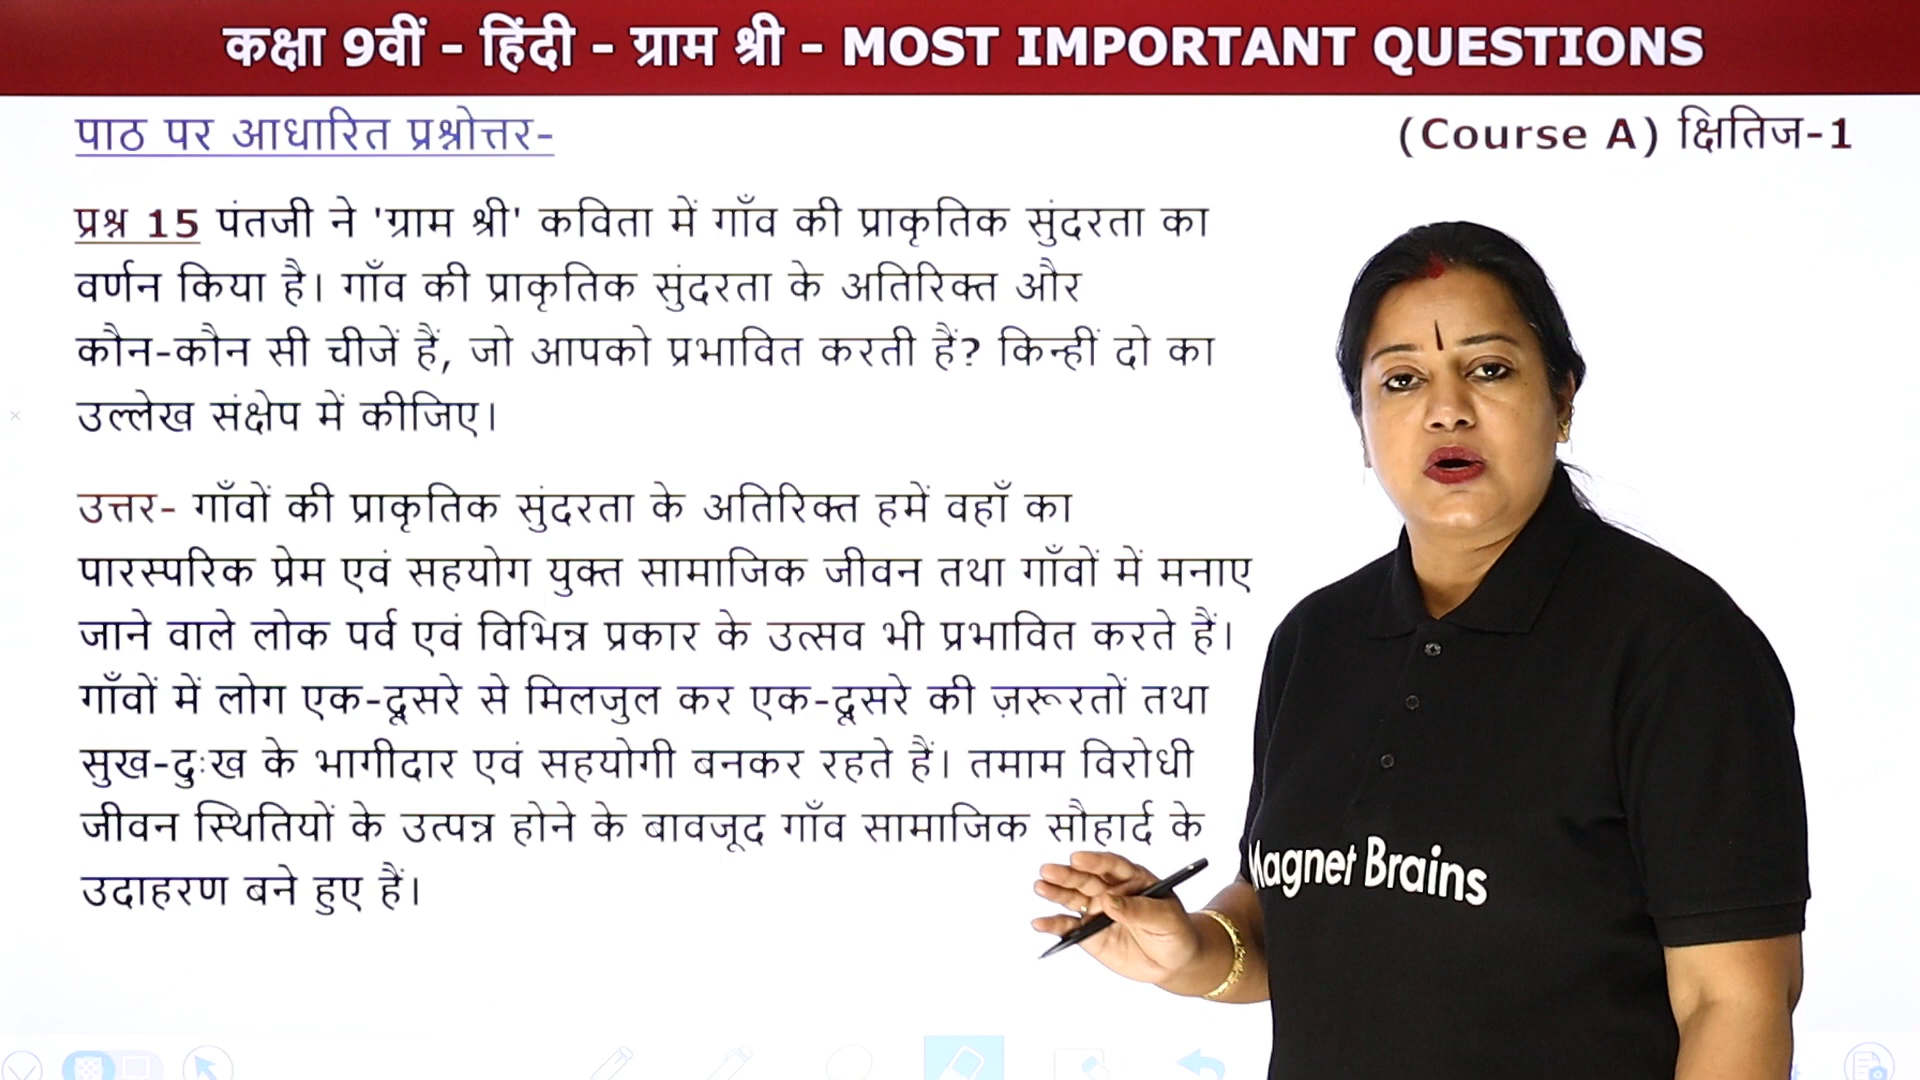 कक्षा 9वीं - हिंदी - ग्राम श्री - MOST IMPORTANT QUESTIONS
पाठ पर आधारित प्रश्नोत्तर-
(Course A) क्षितिज-1
प्रश्न 15 पंतजी ने 'ग्राम श्री' कविता में गाँव की प्राकृतिक सुंदरता का
वर्णन किया है। गाँव की प्राकृतिक सुंदरता के अतिरिक्त और
कौन-कौन सी चीजें हैं, जो आपको प्रभावित करती हैं? किन्हीं दो का
उल्लेख संक्षेप में कीजिए।
उत्तर- गाँवों की प्राकृतिक सुंदरता के अतिरिक्त हमें वहाँ का
पारस्परिक प्रेम एवं सहयोग युक्त सामाजिक जीवन तथा गाँवों में मनाए
जाने वाले लोक पर्व एवं विभिन्न प्रकार के उत्सव भी प्रभावित करते हैं।
गाँवों में लोग एक-दूसरे से मिलजुल कर एक-दूसरे की ज़रूरतों तथा
सुख-दुःख के भागीदार एवं सहयोगी बनकर रहते हैं। तमाम विरोधी
जीवन स्थितियों के उत्पन्न होने के बावजूद गाँव सामाजिक सौहार्द के
उदाहरण बने हुए हैं।
Magnet Brains